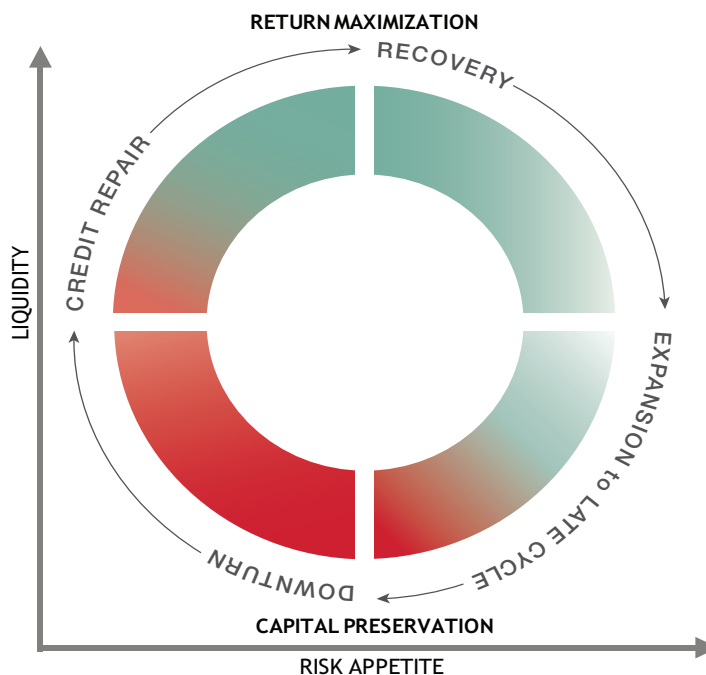 RETURN MAXIMIZATION
RECOVERY
CREDIT REPAIR
LIQUIDITY
EXPANSION to LATE CYCLE
DOWNTURN
CAPITAL PRESERVATION
RISK APPETITE